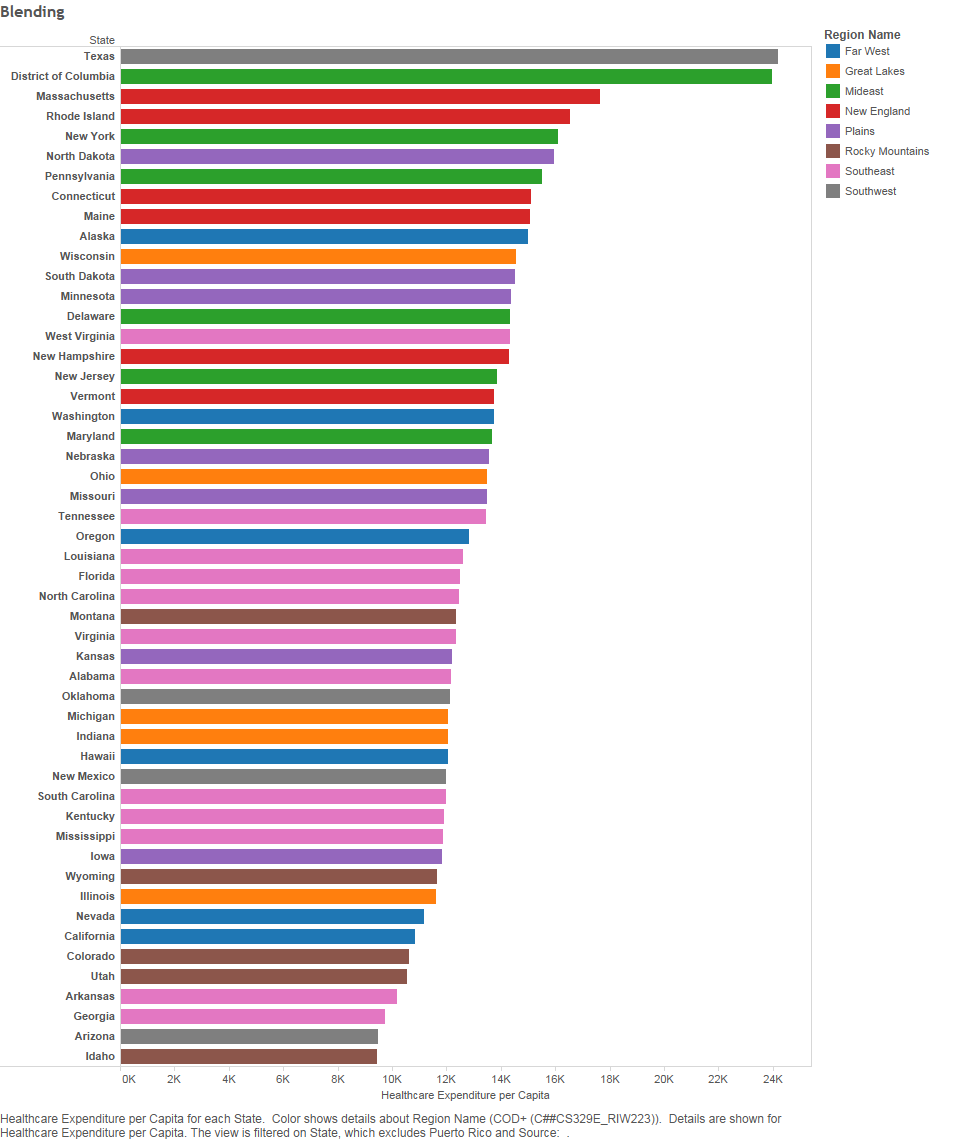 Blending
State
Texas
District of Columbia
Massachusetts
Rhode Island
New York
North Dakota
Pennsylvania
Connecticut
Maine
Alaska
Wisconsin
South Dakota
Minnesota
Delaware
West Virginia
New Hampshire
New Jersey
Vermont
Washington
Maryland
Nebraska
Ohio
Missouri
Tennessee
Oregon
Louisiana
Florida
North Carolina
Montana
Virginia
Kansas
Alabama
Oklahoma
Michigan
Indiana
Hawaii
New Mexico
South Carolina
Kentucky
Mississippi
Iowa
Wyoming
Illinois
Nevada
California
Colorado
Utah
Arkansas
Georgia
Arizona
Idaho
0K 2K 4K 6K 8K 10K 12K 14K 16K 18K 20K 22K 24K
Healthcare Expenditure per Capita
Region Name
Far West
Great Lakes
Mideast
New England
Plains
Rocky Mountains
Southeast
Southwest
Healthcare Expenditure per Capita for each State.  Color shows details about Region Name (COD+ (C##CS329E_RIW223)).  Details are shown for
Healthcare Expenditure per Capita. The view is filtered on State, which excludes Puerto Rico and Source:  .